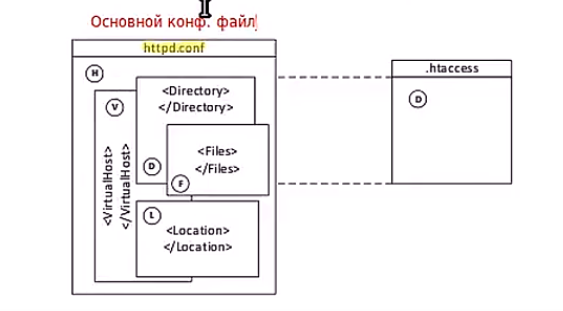 Основной конф. файл
httpd.conf
H
V
<VirtualHost>
</VirtualHost>
<Directory>
</Directory>
D
<Files>
</Files>
F
L
<Location>
</Location>
.htaccess
D